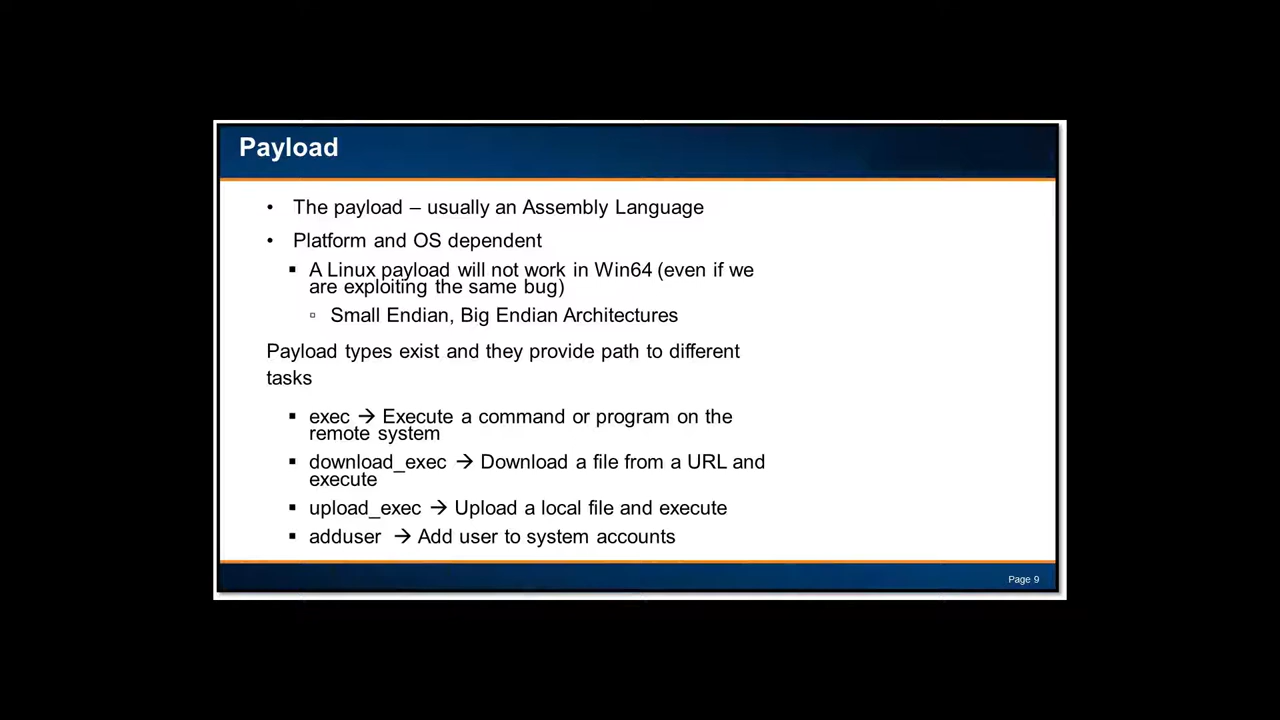 Payload
• The payload – usually an Assembly Language
• Platform and OS dependent
▪ A Linux payload will not work in Win64 (even if we
are exploiting the same bug)
▫ Small Endian, Big Endian Architectures
Payload types exist and they provide path to different
tasks
▪ exec → Execute a command or program on the
remote system
▪ download_exec → Download a file from a URL and
execute
▪ upload_exec → Upload a local file and execute
▪ adduser → Add user to system accounts
Page 9